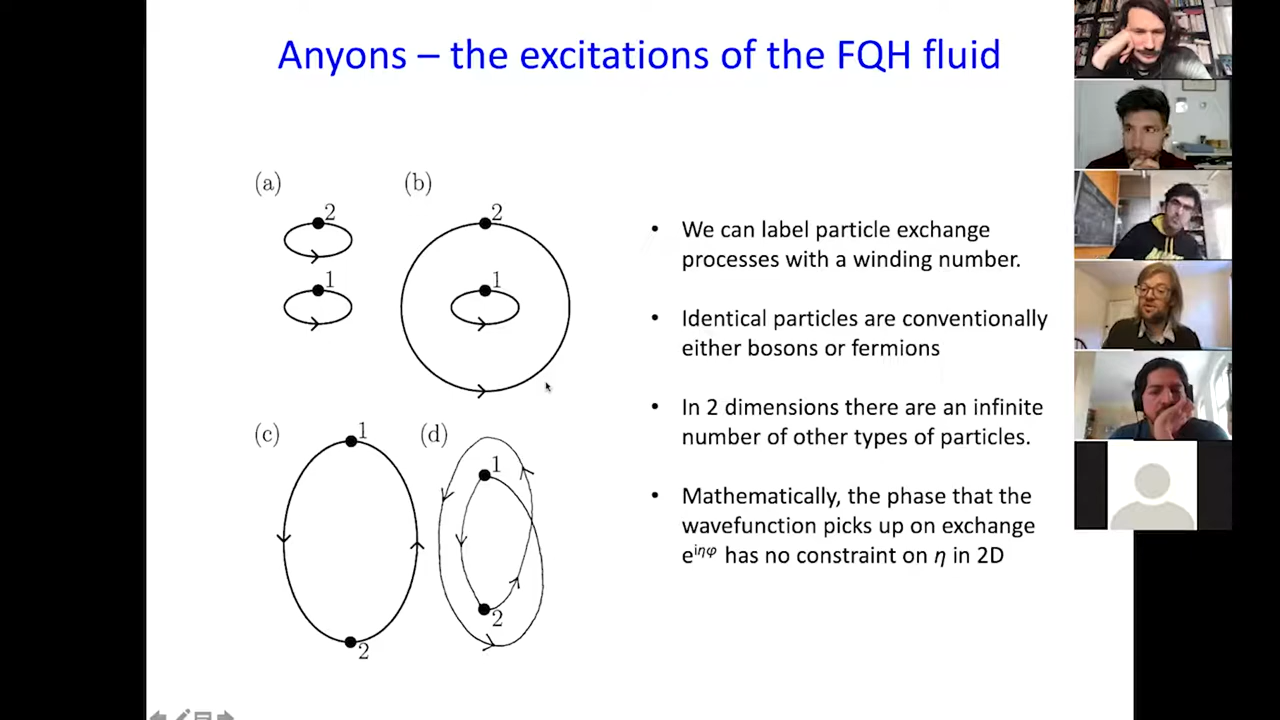 Anyons – the excitations of the FQH fluid
(a)
(b)
2
1
2
1
(c)
(d)
1
2
1
2
• We can label particle exchange
processes with a winding number.
• Identical particles are conventionally
either bosons or fermions
• In 2 dimensions there are an infinite
number of other types of particles.
• Mathematically, the phase that the
wavefunction picks up on exchange
e^{iηφ} has no constraint on η in 2D